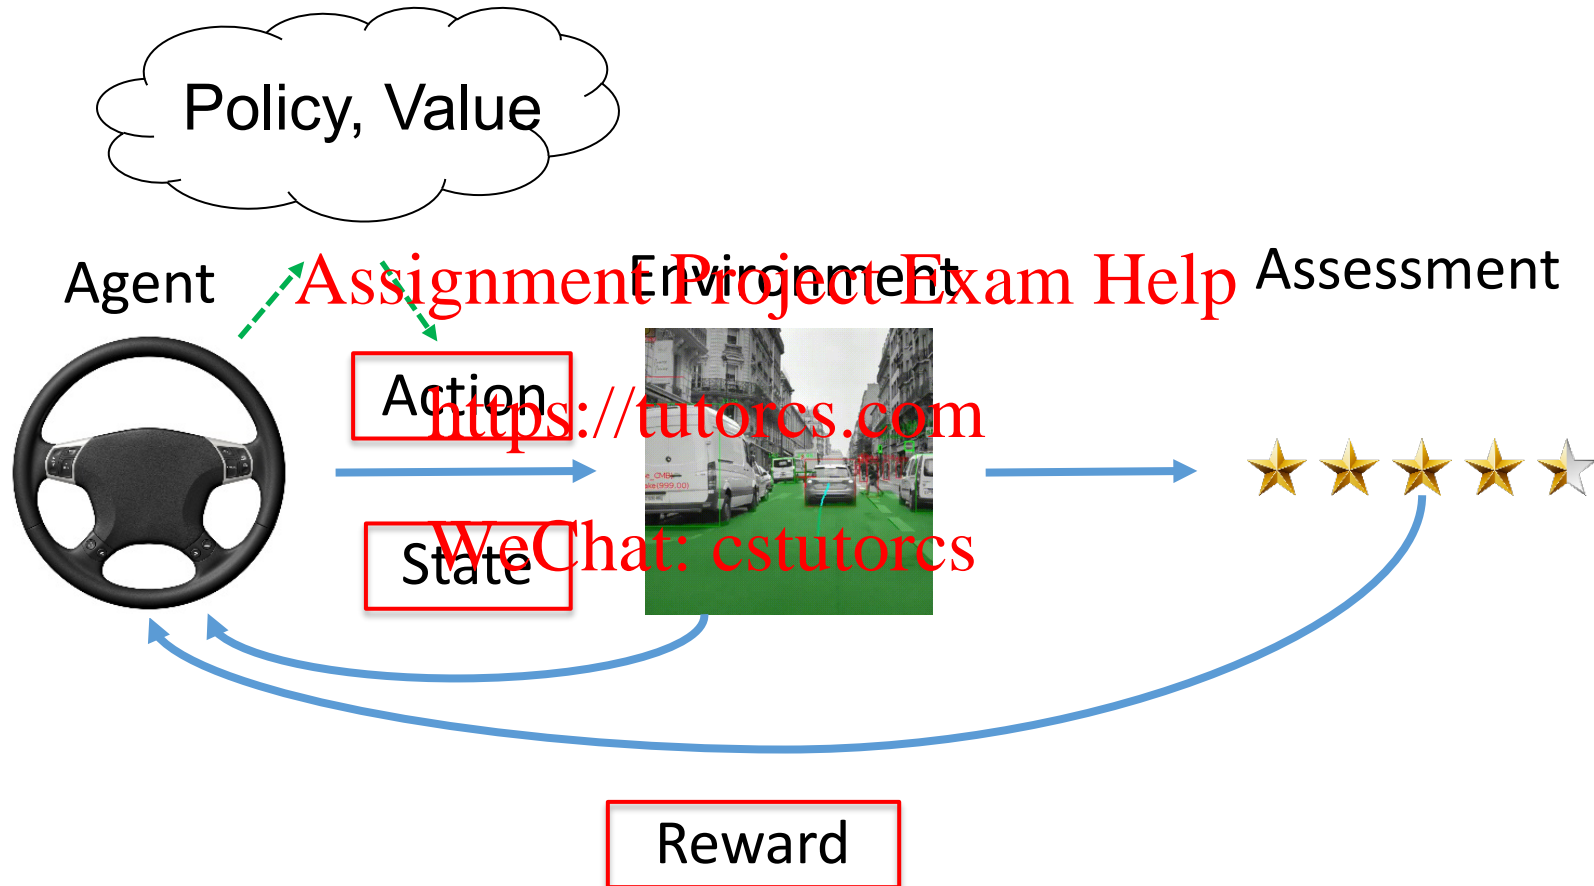 Policy, Value
Agent
Environment
Assessment
Assignment Project Exam Help
Action
https://tutorcs.com
State
WeChat: cstutorcs
Reward